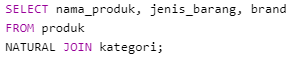 SELECT nama_produk, jenis_barang, brand
FROM produk
NATURAL JOIN kategori;